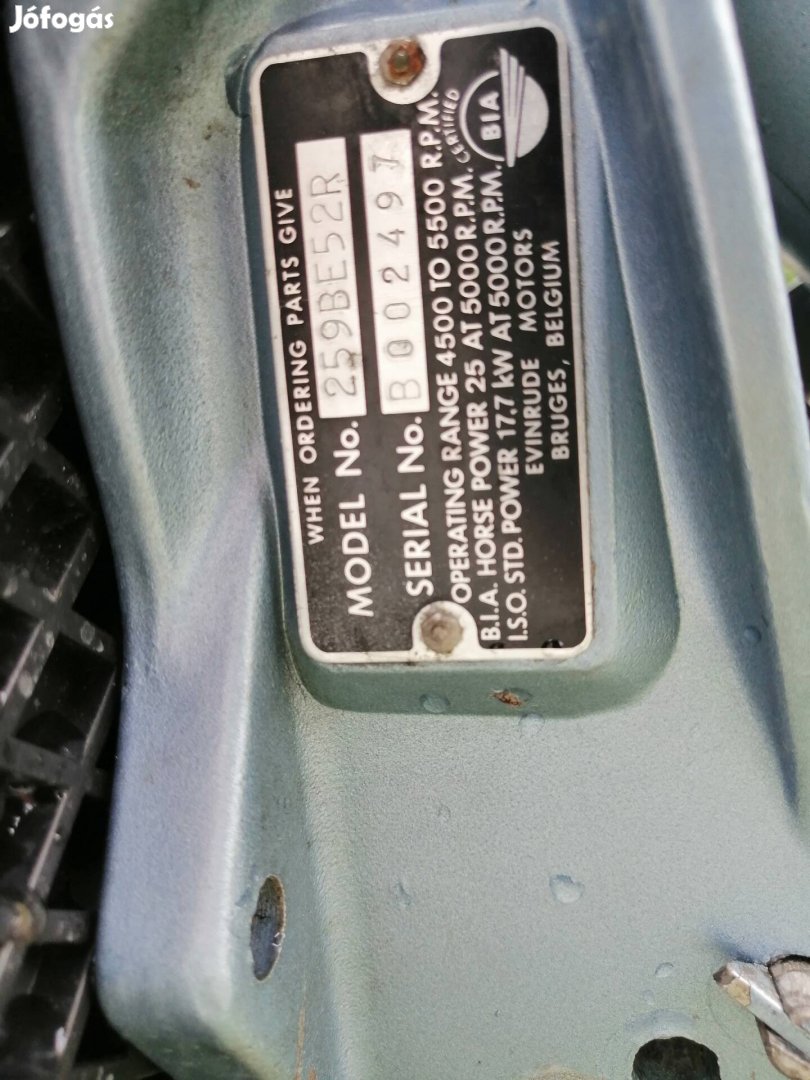 Jófogás
WHEN ORDERING PARTS GIVE
MODEL No. 259BE52R
SERIAL No. B002497
OPERATING RANGE 4500 TO 5500 R.P.M.
B.I.A. HORSE POWER 25 AT 5000 R.P.M.
I.S.O. STD. POWER 17.7 kW AT 5000 R.P.M.
EVINRUDE MOTORS
BRUGES, BELGIUM
CERTIFIED
BIA